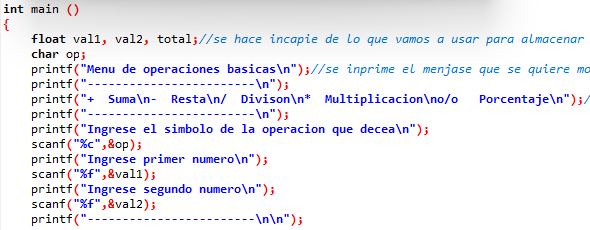 int main ()
{
float val1, val2, total;//se hace incapie de lo que vamos a usar para almacenar
char op;
printf("Menu de operaciones basicas\n");//se inprime el menjase que se quiere mo
printf("------------------------\n");
printf("+  Suma\n-  Resta\n/  Divison\n*  Multiplicacion\no/o   Porcentaje\n");/
printf("------------------------\n");
printf("Ingrese el simbolo de la operacion que decea\n");
scanf("%c",&op);
printf("Ingrese primer numero\n");
scanf("%f",&val1);
printf("Ingrese segundo numero\n");
scanf("%f",&val2);
printf("------------------------\n\n");